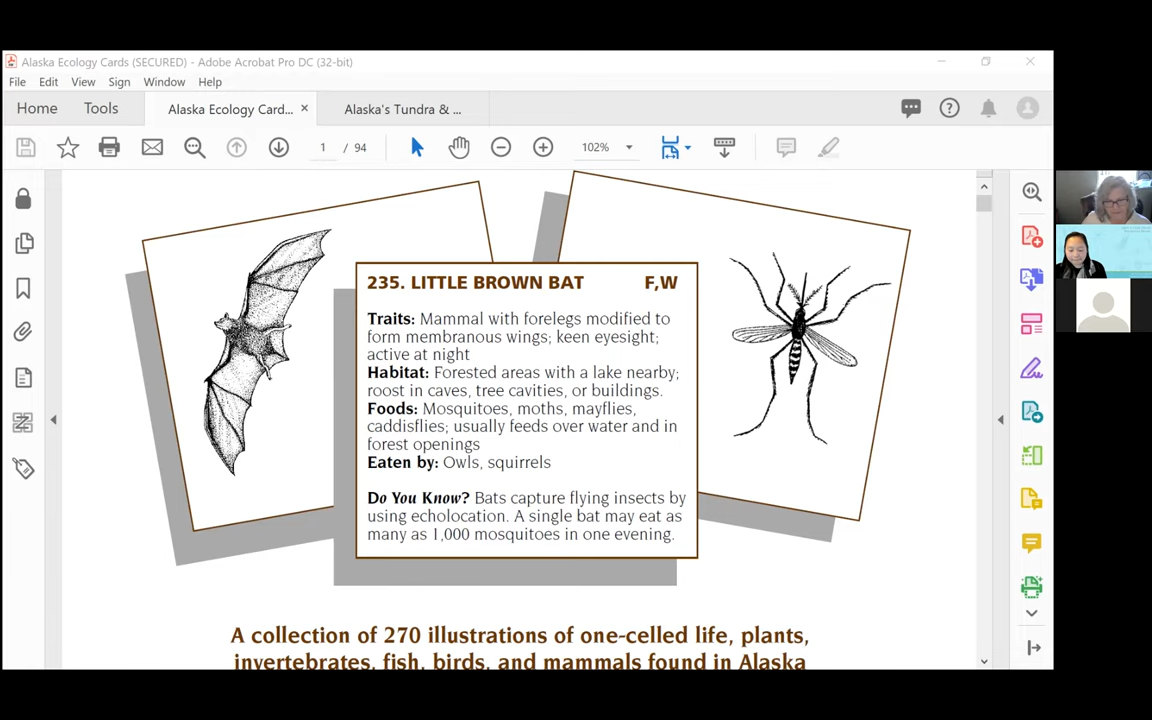 Alaska Ecology Cards (SECURED) - Adobe Acrobat Pro DC (32-bit)
File Edit View Sign Window Help
Home Tools Alaska Ecology Card... × Alaska's Tundra & ...
1 / 94 102%
235. LITTLE BROWN BAT F,W
Traits: Mammal with forelegs modified to
form membranous wings; keen eyesight;
active at night
Habitat: Forested areas with a lake nearby;
roost in caves, tree cavities, or buildings.
Foods: Mosquitoes, moths, mayflies,
caddisflies; usually feeds over water and in
forest openings
Eaten by: Owls, squirrels
Do You Know? Bats capture flying insects by
using echolocation. A single bat may eat as
many as 1,000 mosquitoes in one evening.
A collection of 270 illustrations of one-celled life, plants,
invertebrates, fish, birds, and mammals found in Alaska